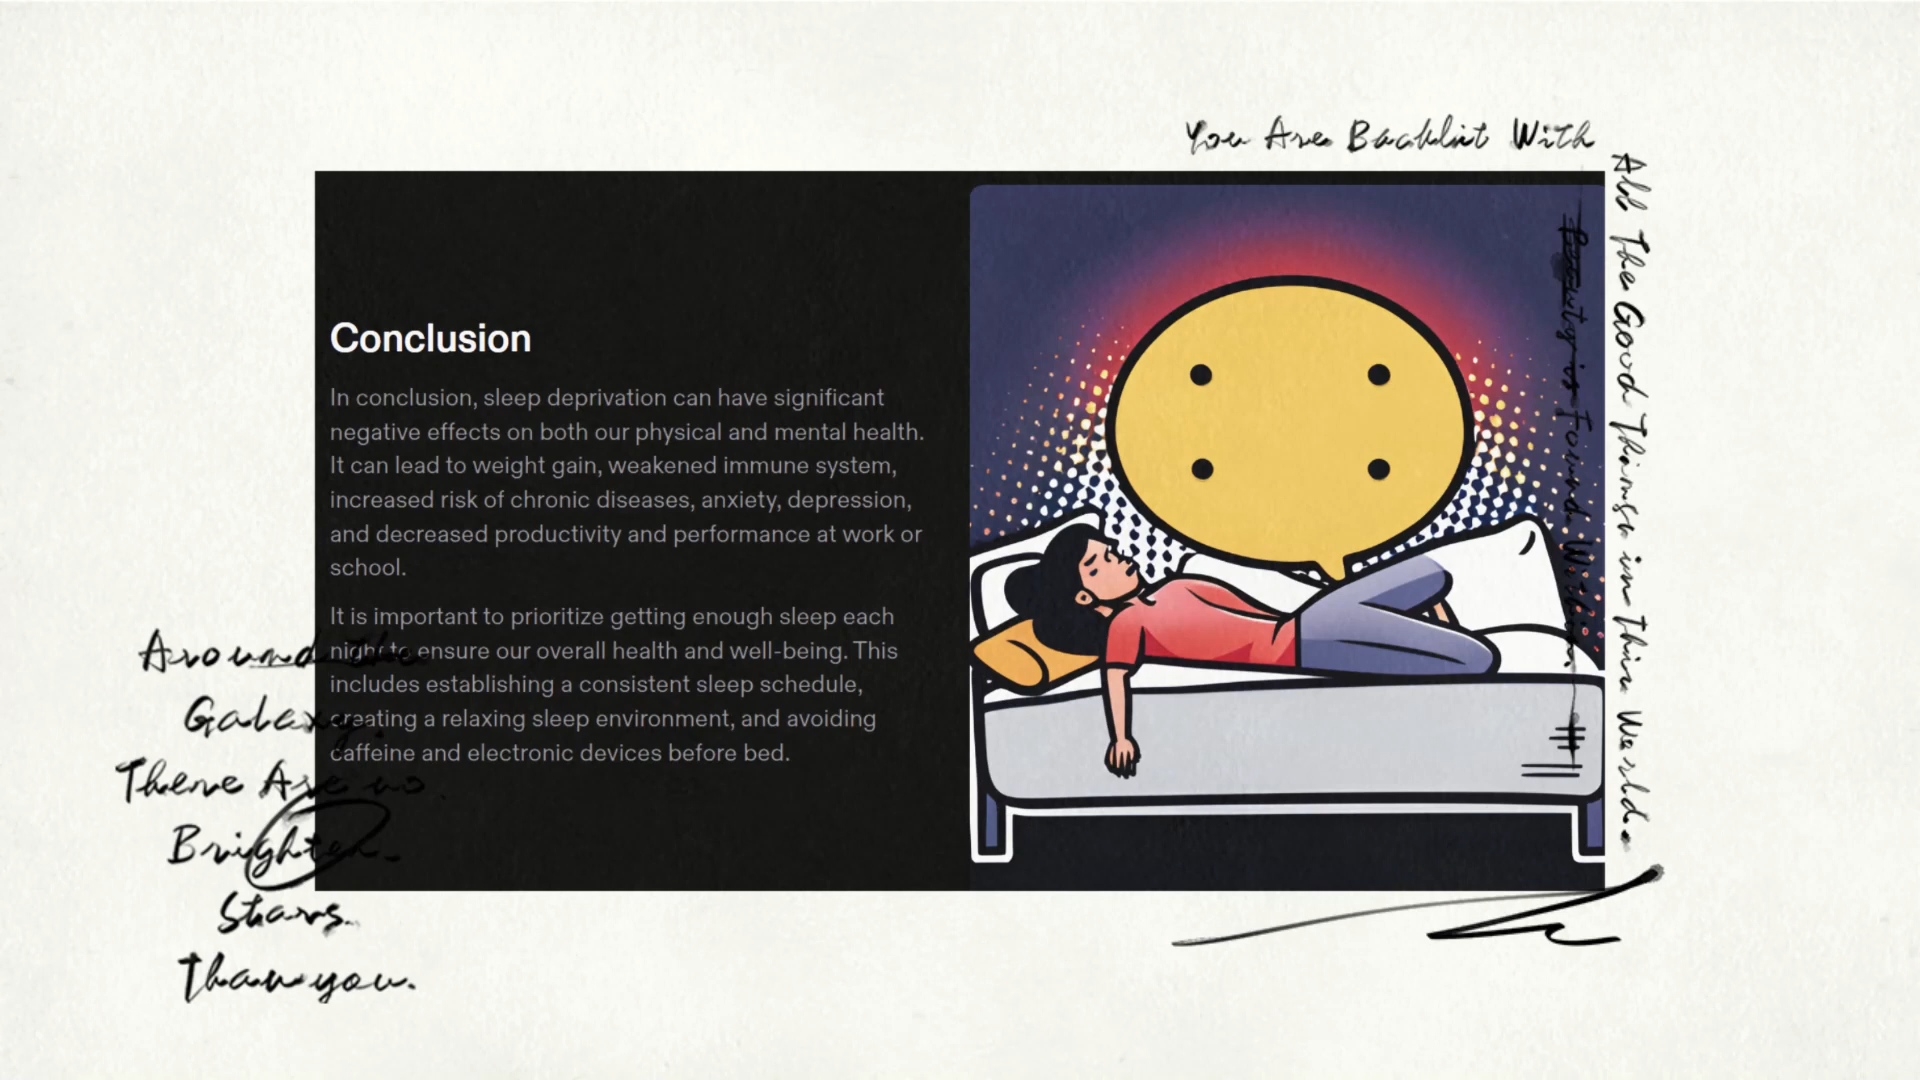 You Are Backlit With
All The Good Things in This World.
Beauty is Found Within.
Conclusion
In conclusion, sleep deprivation can have significant
negative effects on both our physical and mental health.
It can lead to weight gain, weakened immune system,
increased risk of chronic diseases, anxiety, depression,
and decreased productivity and performance at work or
school.
It is important to prioritize getting enough sleep each
night to ensure our overall health and well-being. This
includes establishing a consistent sleep schedule,
creating a relaxing sleep environment, and avoiding
caffeine and electronic devices before bed.
Around the
Galaxy.
There Are no
Brighter
Stars.
Than you.